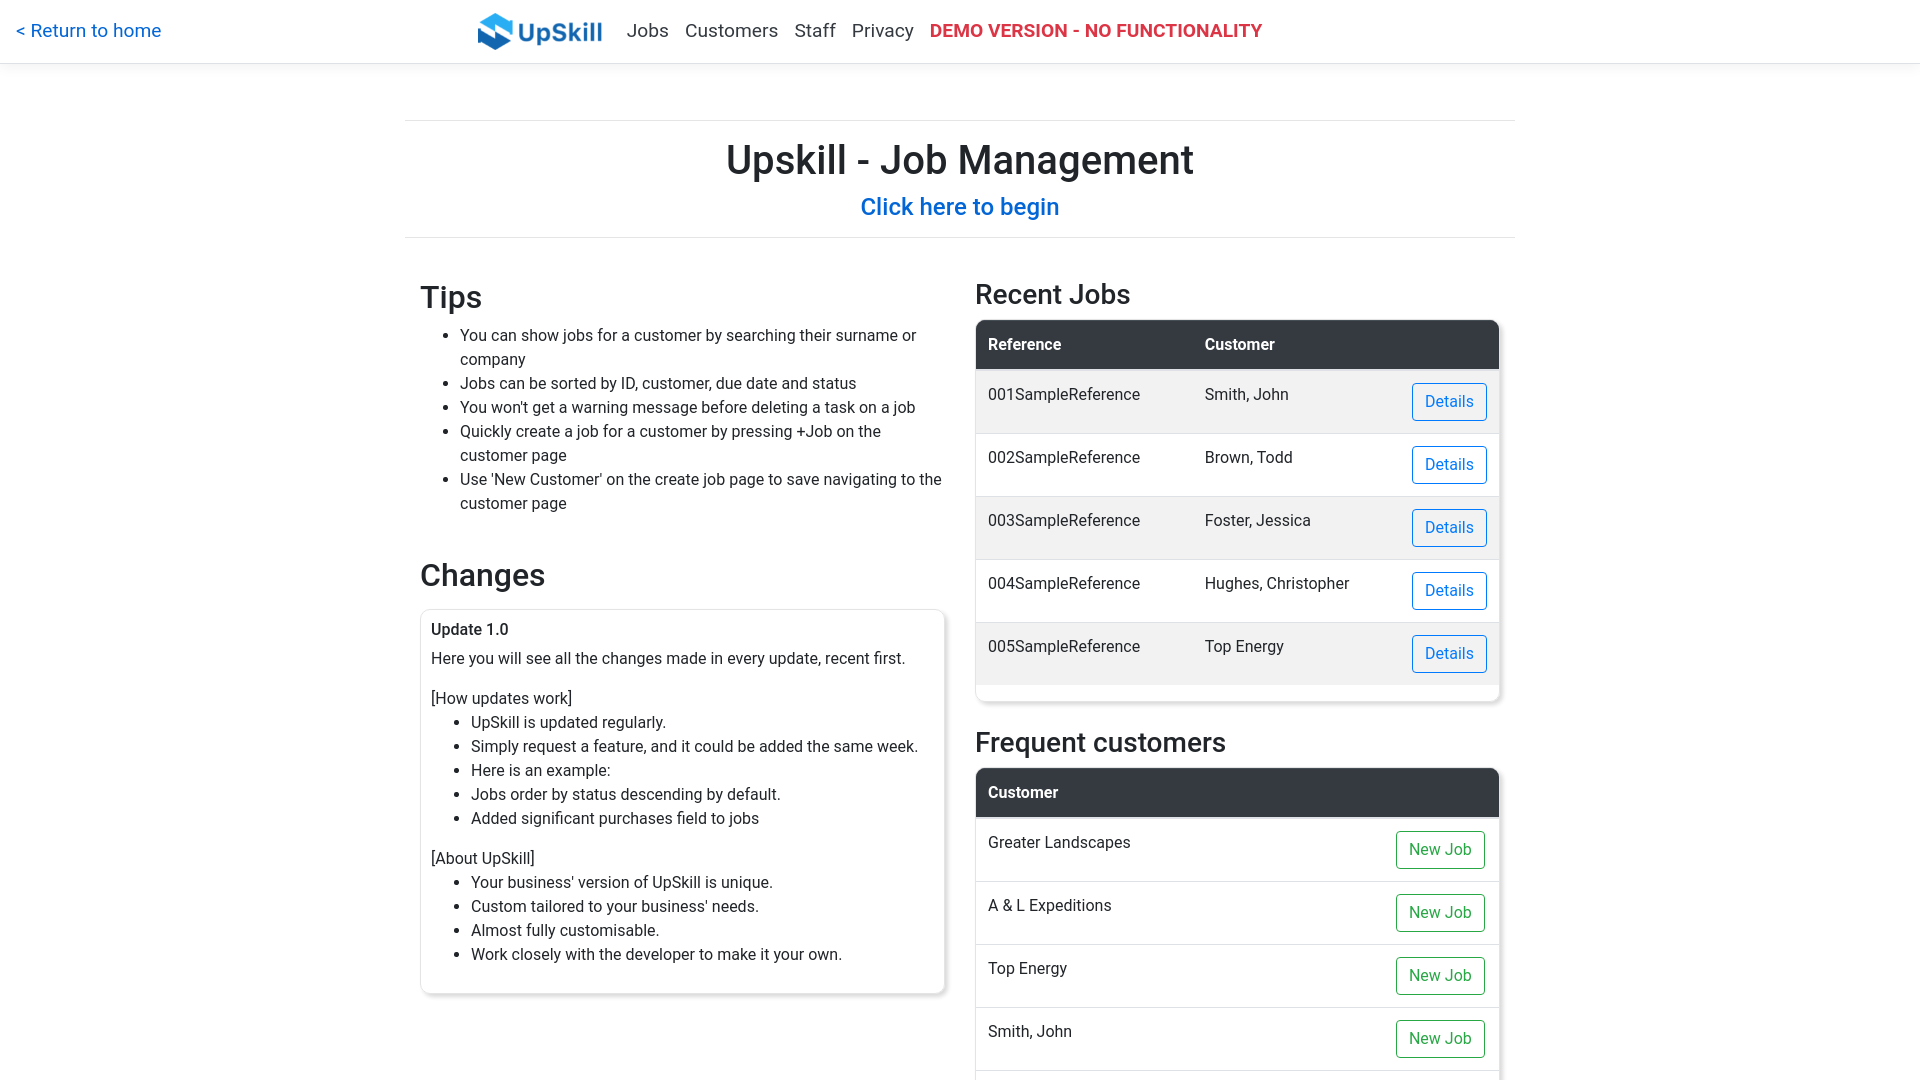 < Return to home
UpSkill
Jobs
Customers
Staff
Privacy
DEMO VERSION - NO FUNCTIONALITY
Upskill - Job Management
Click here to begin
Tips
You can show jobs for a customer by searching their surname or
company
Jobs can be sorted by ID, customer, due date and status
You won't get a warning message before deleting a task on a job
Quickly create a job for a customer by pressing +Job on the
customer page
Use 'New Customer' on the create job page to save navigating to the
customer page
Changes
Update 1.0
Here you will see all the changes made in every update, recent first.
[How updates work]
UpSkill is updated regularly.
Simply request a feature, and it could be added the same week.
Here is an example:
Jobs order by status descending by default.
Added significant purchases field to jobs
[About UpSkill]
Your business' version of UpSkill is unique.
Custom tailored to your business' needs.
Almost fully customisable.
Work closely with the developer to make it your own.
Recent Jobs
Reference Customer
001SampleReference Smith, John Details
002SampleReference Brown, Todd Details
003SampleReference Foster, Jessica Details
004SampleReference Hughes, Christopher Details
005SampleReference Top Energy Details
Frequent customers
Customer
Greater Landscapes New Job
A & L Expeditions New Job
Top Energy New Job
Smith, John New Job